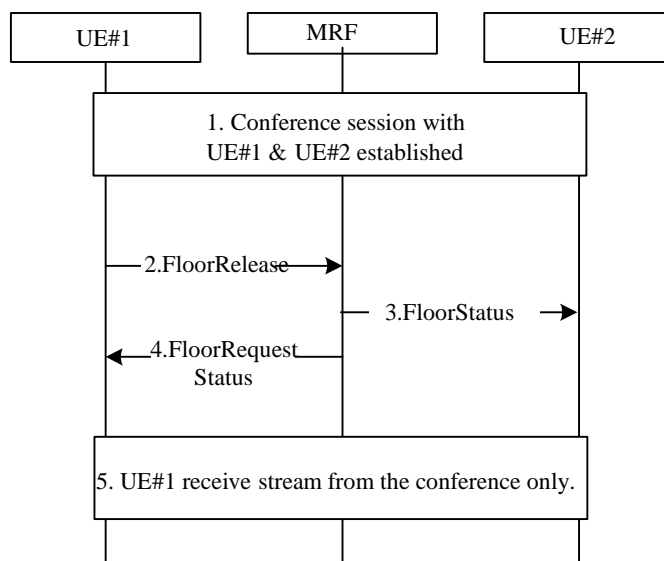 UE#1
MRF
UE#2
1. Conference session with
UE#1 & UE#2 established
2.FloorRelease
3.FloorStatus
4.FloorRequest
Status
5. UE#1 receive stream from the conference only.